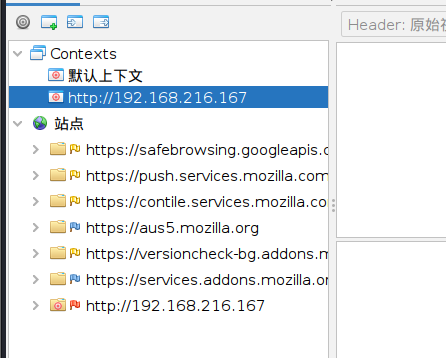 Header: 原始
Contexts
默认上下文
http://192.168.216.167
站点
https://safebrowsing.googleapis.
https://push.services.mozilla.com
https://contile.services.mozilla.co
https://aus5.mozilla.org
https://versioncheck-bg.addons.m
https://services.addons.mozilla.or
http://192.168.216.167